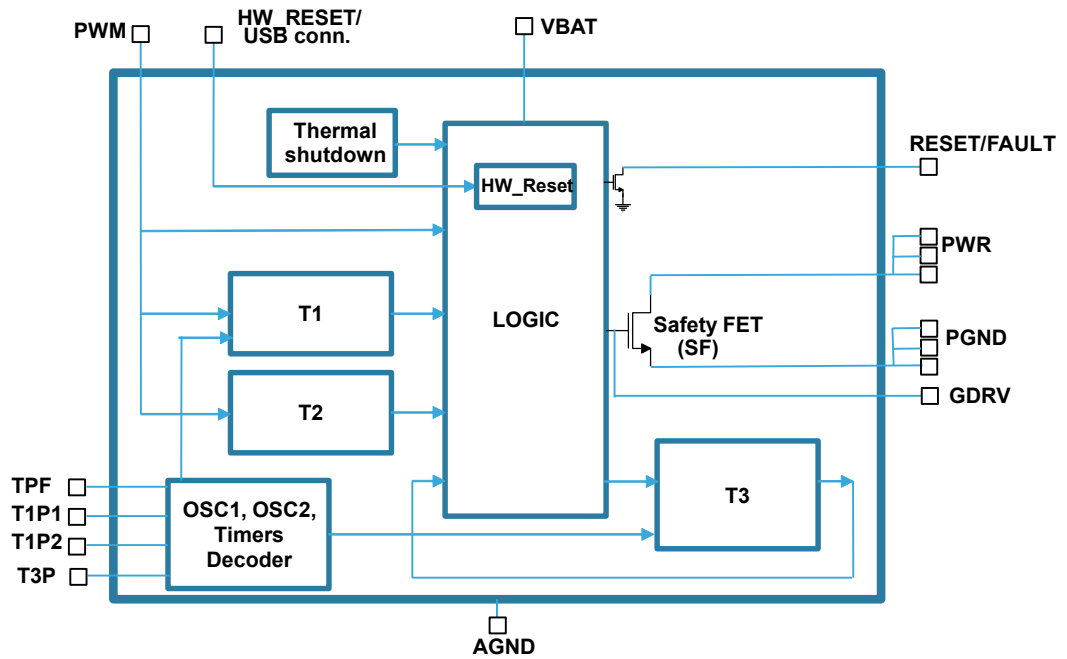 PWM
HW_RESET/
USB conn.
VBAT
Thermal
shutdown
RESET/FAULT
HW_Reset
PWR
T1
LOGIC
Safety FET
(SF)
PGND
T2
GDRV
TPF
T1P1
T1P2
T3P
OSC1, OSC2,
Timers
Decoder
T3
AGND